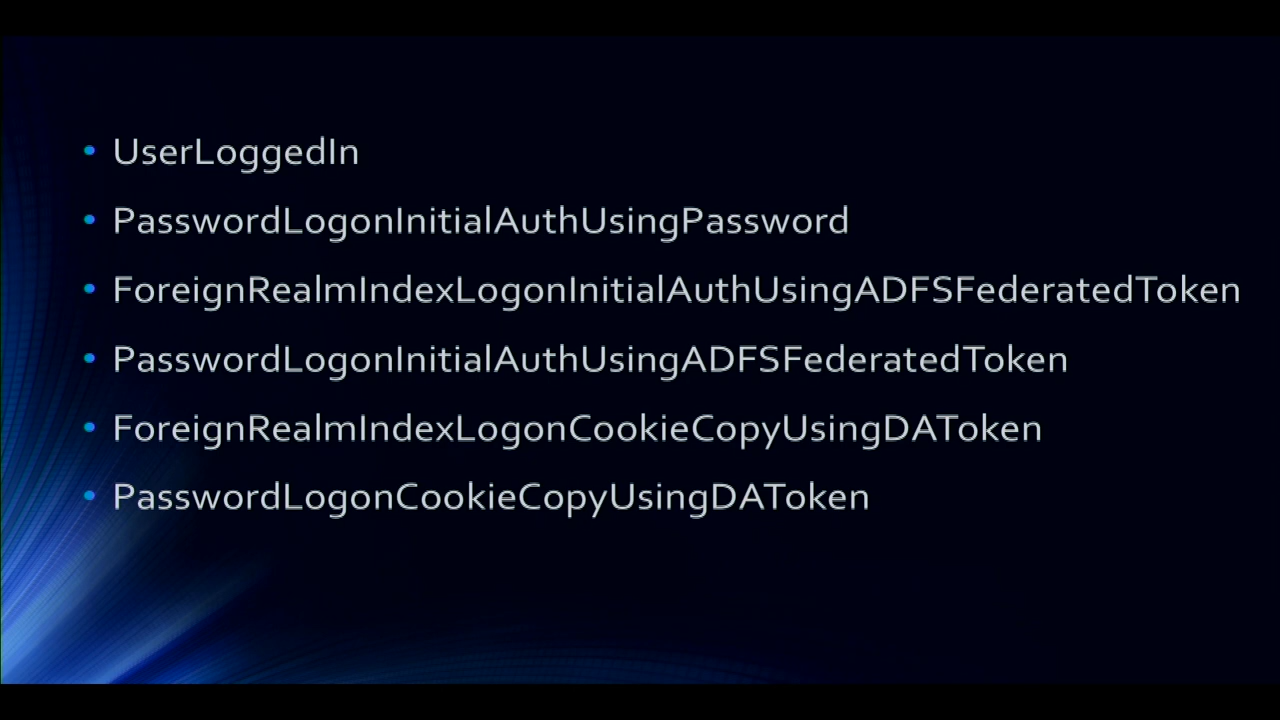 UserLoggedIn
PasswordLogonInitialAuthUsingPassword
ForeignRealmIndexLogonInitialAuthUsingADFSFederatedToken
PasswordLogonInitialAuthUsingADFSFederatedToken
ForeignRealmIndexLogonCookieCopyUsingDAToken
PasswordLogonCookieCopyUsingDAToken